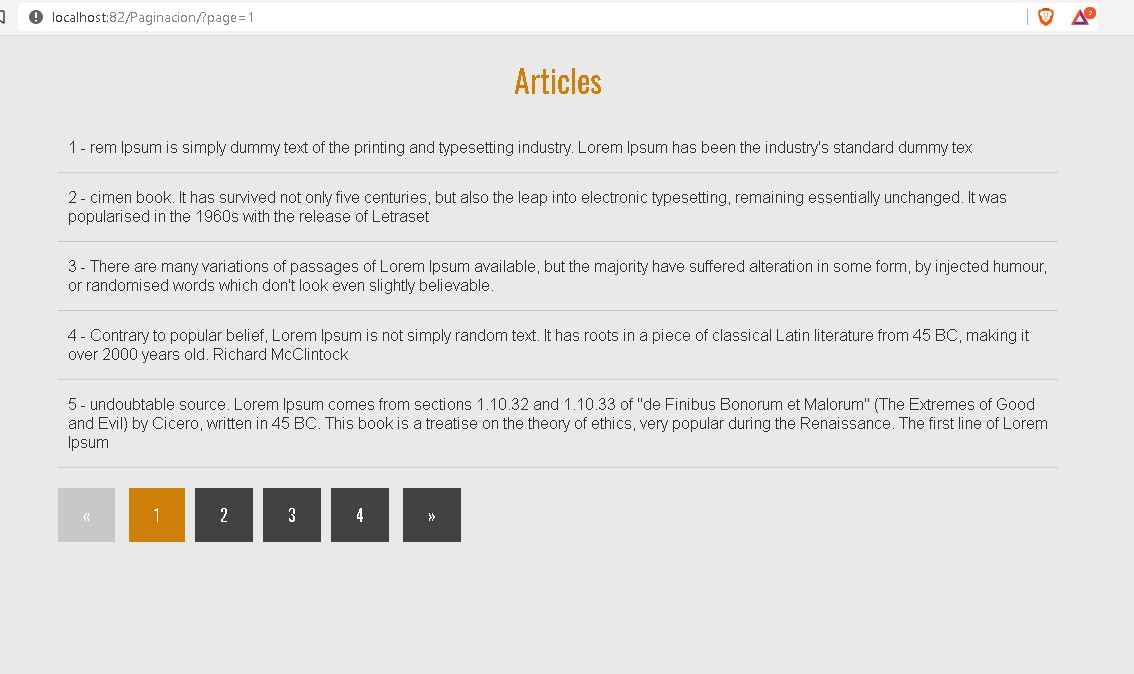 localhost:82/Paginacion/?page=1
2
Articles
1 - rem Ipsum is simply dummy text of the printing and typesetting industry. Lorem Ipsum has been the industry's standard dummy tex
2 - cimen book. It has survived not only five centuries, but also the leap into electronic typesetting, remaining essentially unchanged. It was
popularised in the 1960s with the release of Letraset
3 - There are many variations of passages of Lorem Ipsum available, but the majority have suffered alteration in some form, by injected humour,
or randomised words which don't look even slightly believable.
4 - Contrary to popular belief, Lorem Ipsum is not simply random text. It has roots in a piece of classical Latin literature from 45 BC, making it
over 2000 years old. Richard McClintock
5 - undoubtable source. Lorem Ipsum comes from sections 1.10.32 and 1.10.33 of "de Finibus Bonorum et Malorum" (The Extremes of Good
and Evil) by Cicero, written in 45 BC. This book is a treatise on the theory of ethics, very popular during the Renaissance. The first line of Lorem
Ipsum
« 1 2 3 4 »